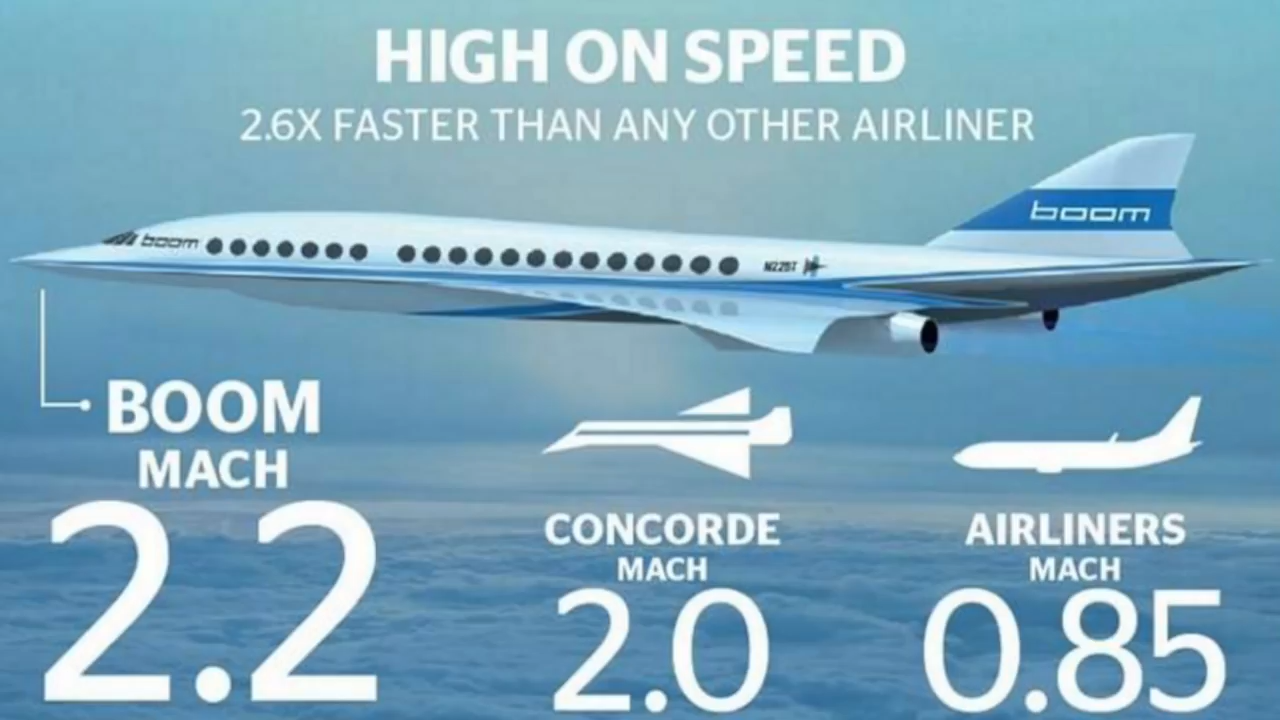 HIGH ON SPEED
2.6X FASTER THAN ANY OTHER AIRLINER
boom
boom
N225T
BOOM
MACH
2.2
CONCORDE
MACH
2.0
AIRLINERS
MACH
0.85